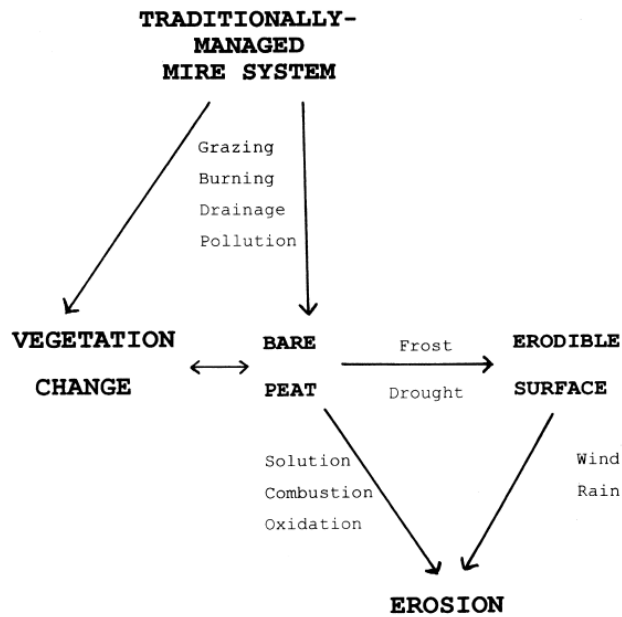 TRADITIONALLY-
MANAGED
MIRE SYSTEM
Grazing
Burning
Drainage
Pollution
VEGETATION
CHANGE
BARE
PEAT
Frost
Drought
ERODIBLE
SURFACE
Solution
Combustion
Oxidation
Wind
Rain
EROSION